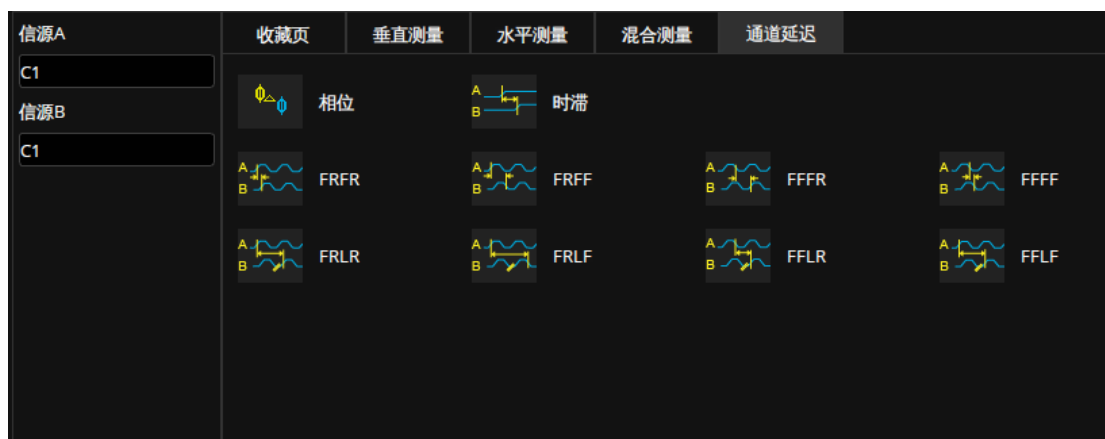 信源A
C1
信源B
C1
收藏页 垂直测量 水平测量 混合测量 通道延迟
相位 A B 时滞
A B FRFR A B FRFF A B FFFR A B FFFF
A B FRLR A B FRLF A B FFLR A B FFLF